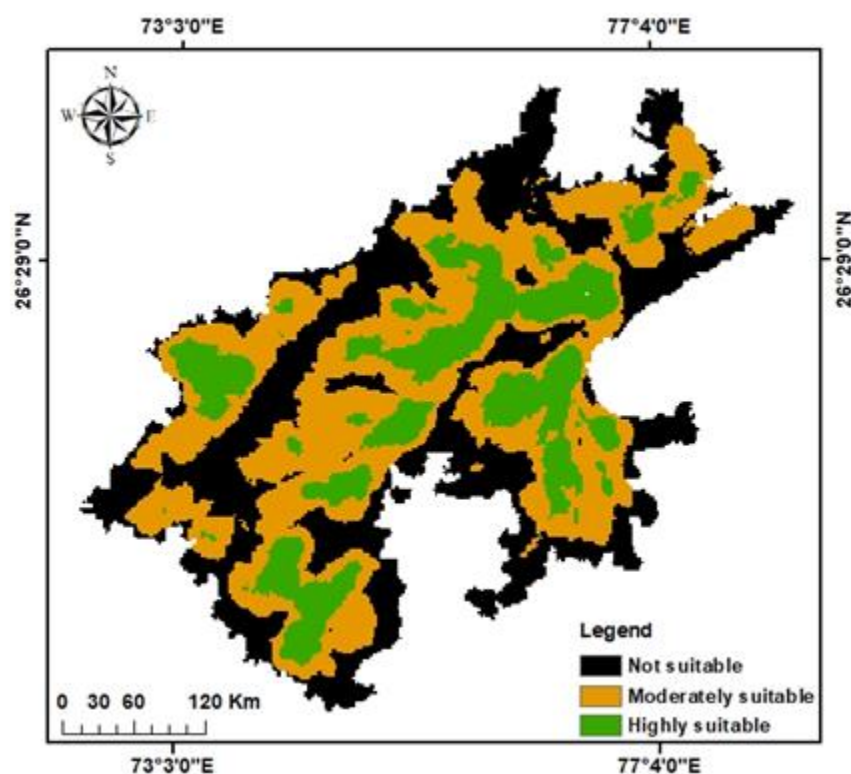 73°3'0"E 77°4'0"E
N
W E
S
26°29'0"N 26°29'0"N
Legend
Not suitable
Moderately suitable
Highly suitable
0 30 60 120 Km
73°3'0"E 77°4'0"E